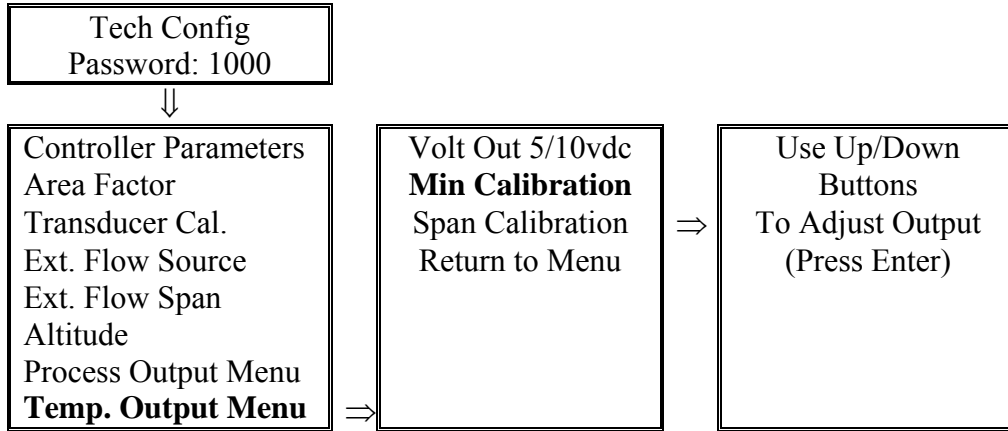 Tech Config
Password: 1000
⇓
Controller Parameters
Area Factor
Transducer Cal.
Ext. Flow Source
Ext. Flow Span
Altitude
Process Output Menu
Temp. Output Menu
⇒
Volt Out 5/10vdc
Min Calibration
Span Calibration
Return to Menu
⇒
Use Up/Down
Buttons
To Adjust Output
(Press Enter)